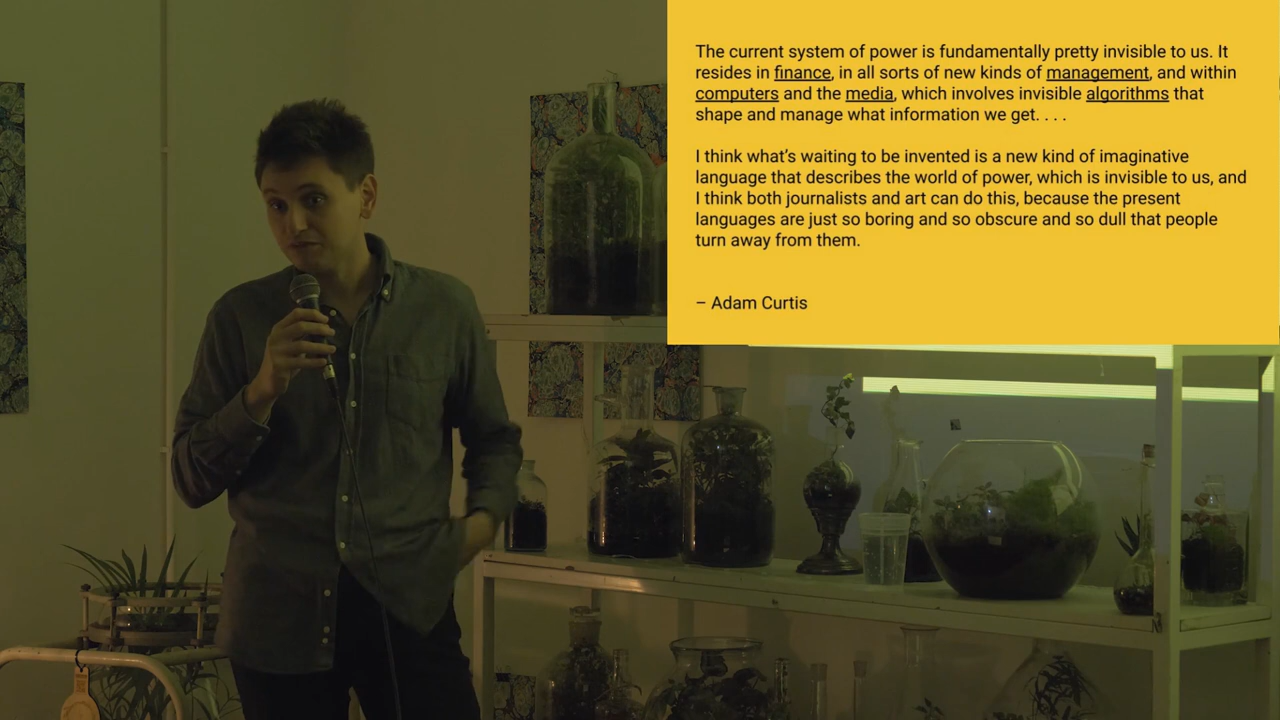 The current system of power is fundamentally pretty invisible to us. It
resides in finance, in all sorts of new kinds of management, and within
computers and the media, which involves invisible algorithms that
shape and manage what information we get. . . .
I think what’s waiting to be invented is a new kind of imaginative
language that describes the world of power, which is invisible to us, and
I think both journalists and art can do this, because the present
languages are just so boring and so obscure and so dull that people
turn away from them.
– Adam Curtis